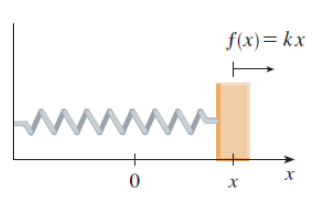 f(x) = kx
0 x x